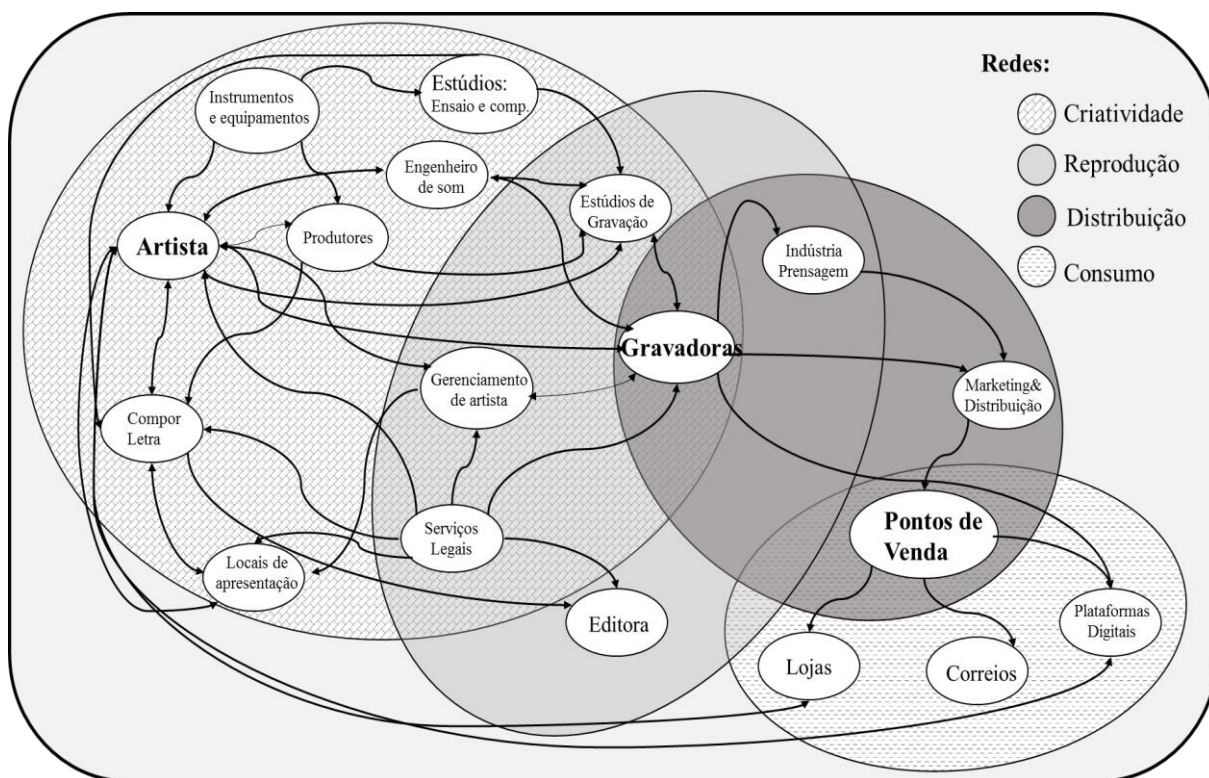 Redes:
Criatividade
Reprodução
Distribuição
Consumo
Instrumentos
e equipamentos
Estúdios:
Ensaio e comp.
Engenheiro
de som
Estúdios de
Gravação
Artista
Produtores
Indústria
Prensagem
Gravadoras
Gerenciamento
de artista
Marketing&
Distribuição
Compor
Letra
Serviços
Legais
Pontos de
Venda
Locais de
apresentação
Editora
Plataformas
Digitais
Lojas
Correios